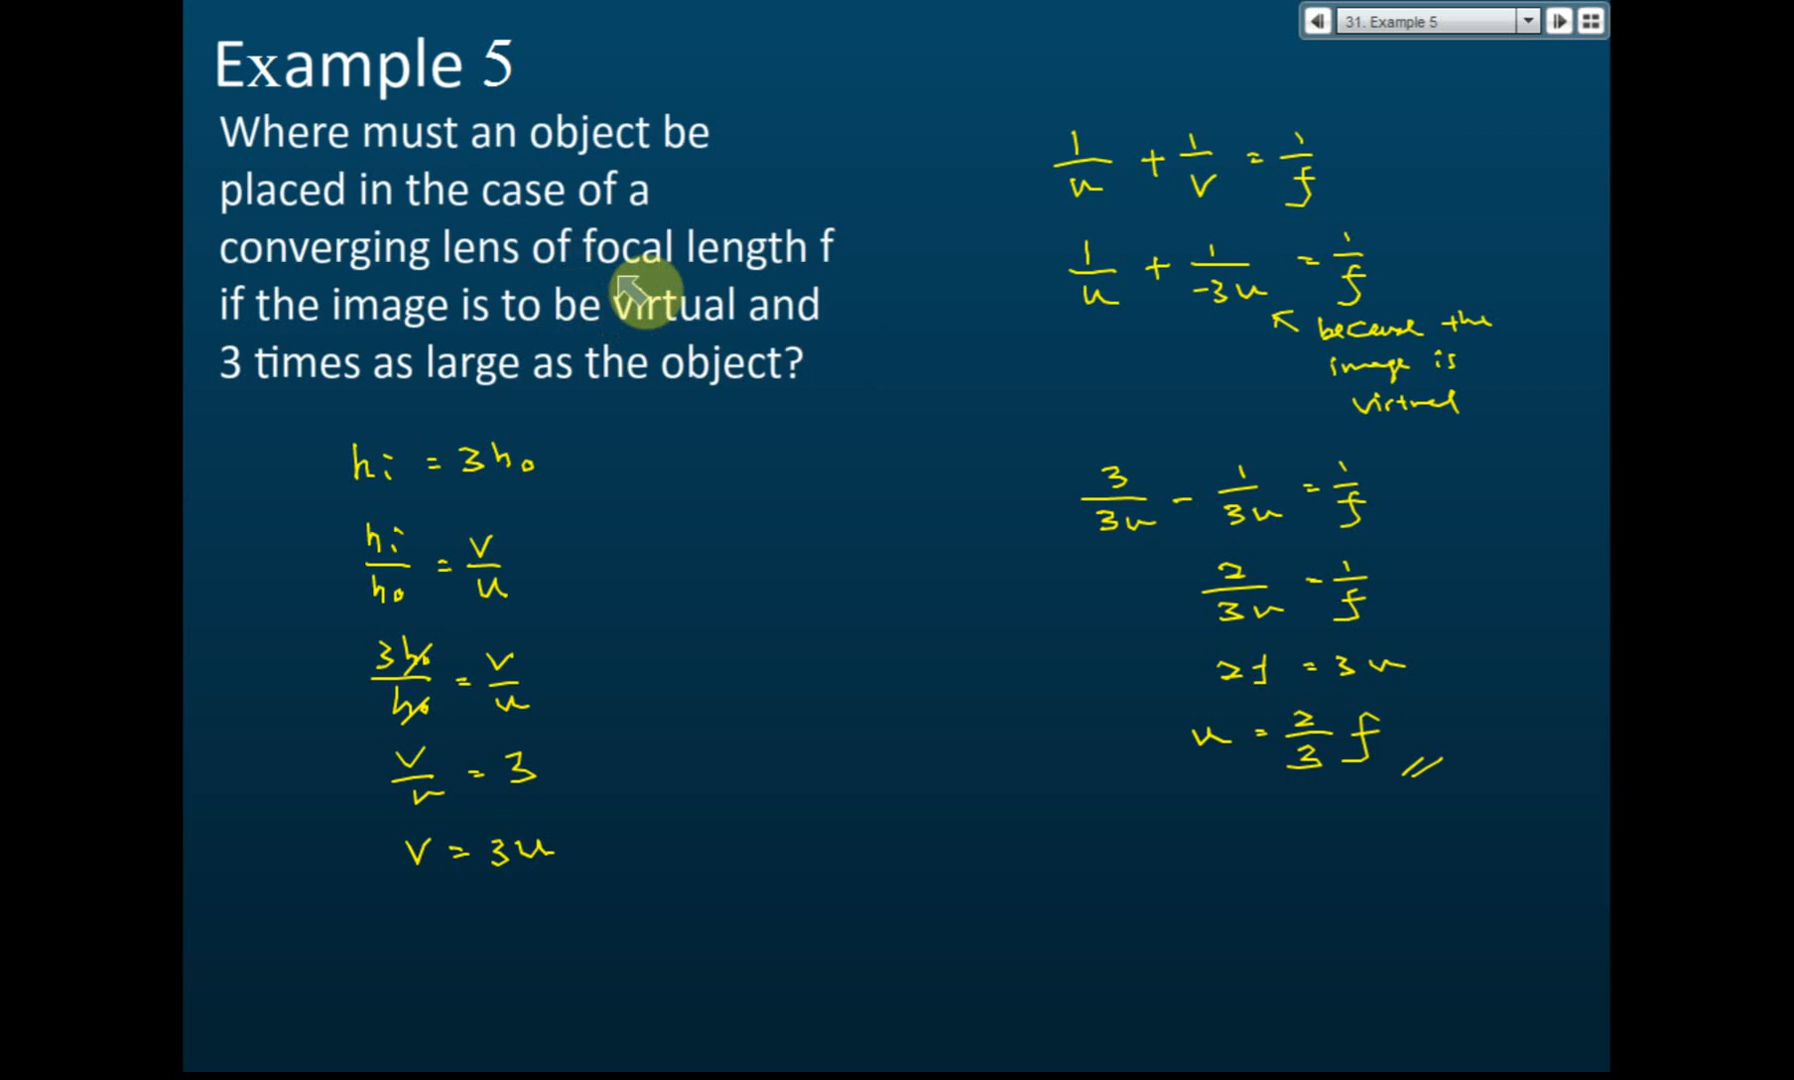 31. Example 5
Example 5
Where must an object be
placed in the case of a
converging lens of focal length f
if the image is to be virtual and
3 times as large as the object?
hi = 3ho
hi/ho = v/u
3ho/ho = v/u
v/u = 3
v = 3u
1/u + 1/v = 1/f
1/u + 1/-3u = 1/f
because the
image is
virtual
3/3u - 1/3u = 1/f
2/3u = 1/f
2f = 3u
u = 2/3 f